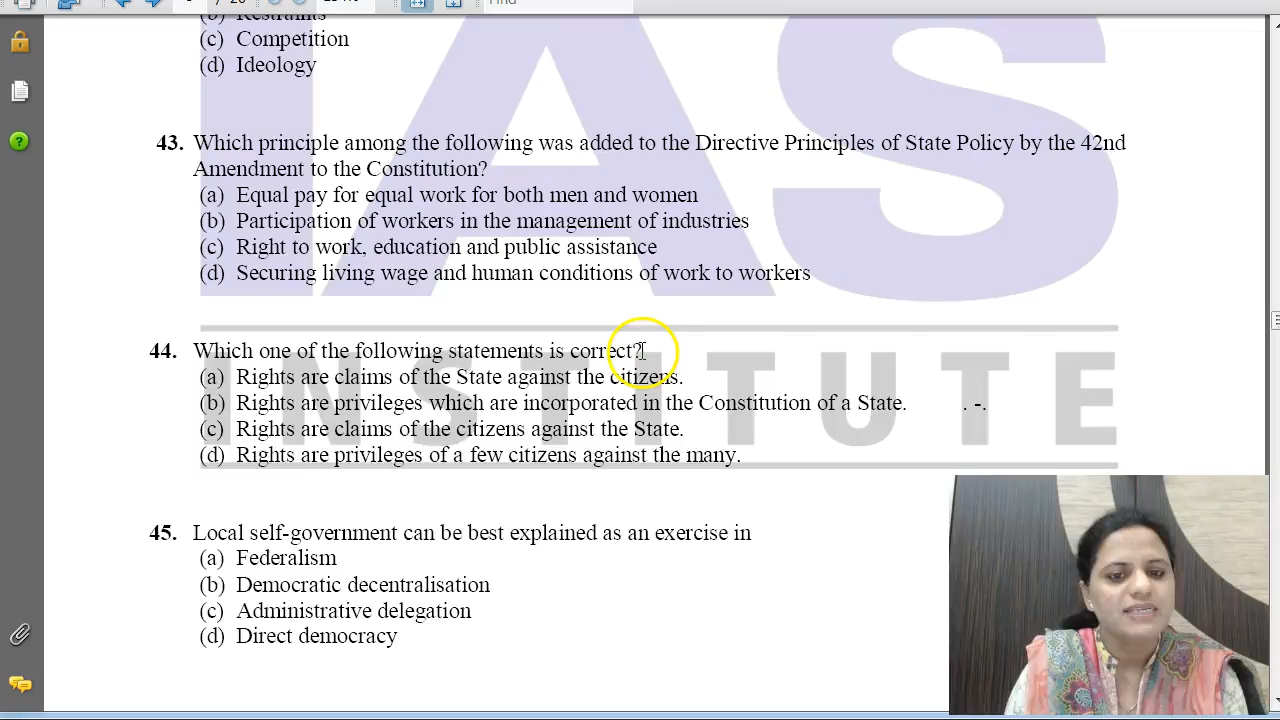 Find
(b) Restraints
(c) Competition
(d) Ideology
43. Which principle among the following was added to the Directive Principles of State Policy by the 42nd
Amendment to the Constitution?
(a) Equal pay for equal work for both men and women
(b) Participation of workers in the management of industries
(c) Right to work, education and public assistance
(d) Securing living wage and human conditions of work to workers
44. Which one of the following statements is correct?
(a) Rights are claims of the State against the citizens.
(b) Rights are privileges which are incorporated in the Constitution of a State. . -.
(c) Rights are claims of the citizens against the State.
(d) Rights are privileges of a few citizens against the many.
45. Local self-government can be best explained as an exercise in
(a) Federalism
(b) Democratic decentralisation
(c) Administrative delegation
(d) Direct democracy
IAS
INSTITUTE